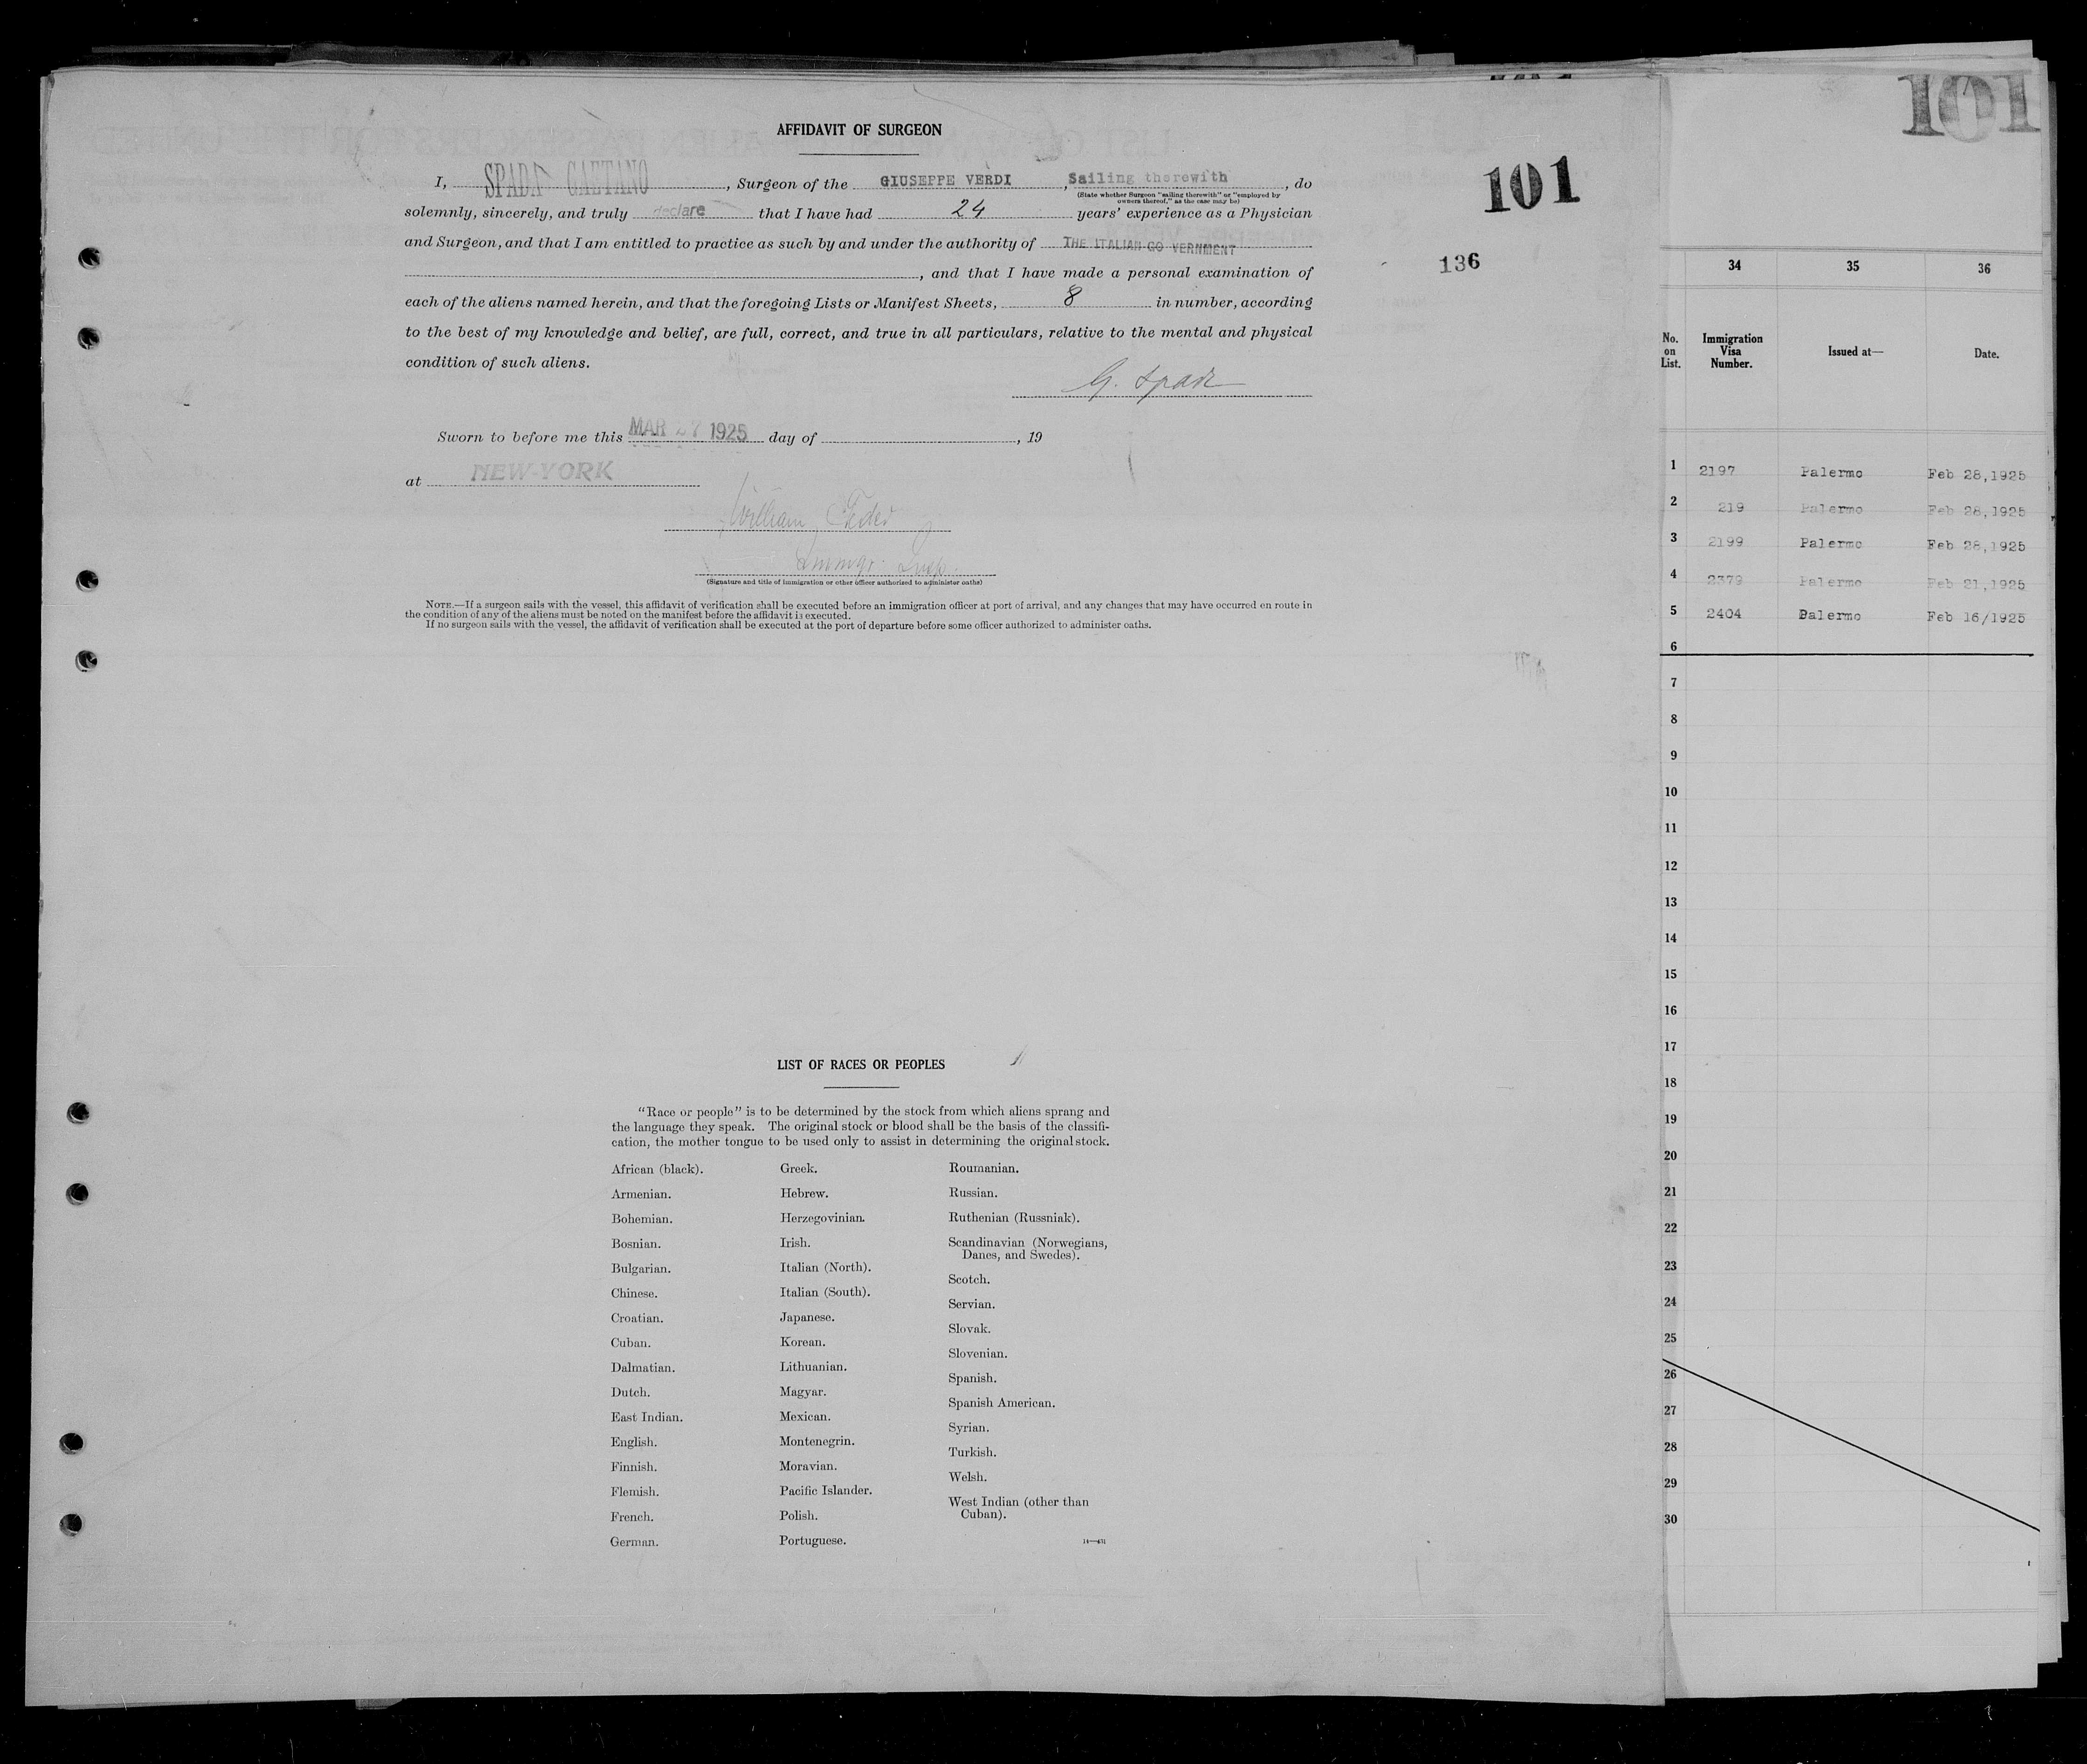 AFFIDAVIT OF SURGEON
I, SPADA GAETANO, Surgeon of the GIUSEPPE VERDI, Sailing therewith, do
(State whether Surgeon "sailing therewith" or "employed by
owners thereof," as the case may be)
solemnly, sincerely, and truly declare that I have had 24 years' experience as a Physician
and Surgeon, and that I am entitled to practice as such by and under the authority of THE ITALIAN GO VERNMENT
, and that I have made a personal examination of
each of the aliens named herein, and that the foregoing Lists or Manifest Sheets, 8 in number, according
to the best of my knowledge and belief, are full, correct, and true in all particulars, relative to the mental and physical
condition of such aliens.
G. Spada
Sworn to before me this MAR 27 1925 day of , 19
at NEW-YORK
William
(Signature and title of immigration or other officer authorized to administer oaths)
NOTE.—If a surgeon sails with the vessel, this affidavit of verification shall be executed before an immigration officer at port of arrival, and any changes that may have occurred en route in
the condition of any of the aliens must be noted on the manifest before the affidavit is executed.
If no surgeon sails with the vessel, the affidavit of verification shall be executed at the port of departure before some officer authorized to administer oaths.
101
136
LIST OF RACES OR PEOPLES
"Race or people" is to be determined by the stock from which aliens sprang and
the language they speak. The original stock or blood shall be the basis of the classifi-
cation, the mother tongue to be used only to assist in determining the original stock.
African (black).
Armenian.
Bohemian.
Bosnian.
Bulgarian.
Chinese.
Croatian.
Cuban.
Dalmatian.
Dutch.
East Indian.
English.
Finnish.
Flemish.
French.
German.
Greek.
Hebrew.
Herzegovinian.
Irish.
Italian (North).
Italian (South).
Japanese.
Korean.
Lithuanian.
Magyar.
Mexican.
Montenegrin.
Moravian.
Pacific Islander.
Polish.
Portuguese.
Roumanian.
Russian.
Ruthenian (Russniak).
Scandinavian (Norwegians,
Danes, and Swedes).
Scotch.
Servian.
Slovak.
Slovenian.
Spanish.
Spanish American.
Syrian.
Turkish.
Welsh.
West Indian (other than
Cuban).
101
34 35 36
No. on List. Immigration Visa Number. Issued at— Date.
1 2197 Palermo Feb 28,1925
2 219 Palermo Feb 28,1925
3 2199 Palermo Feb 28,1925
4 2379 Palermo Feb 21,1925
5 2404 Palermo Feb 16/1925
6
7
8
9
10
11
12
13
14
15
16
17
18
19
20
21
22
23
24
25
26
27
28
29
30